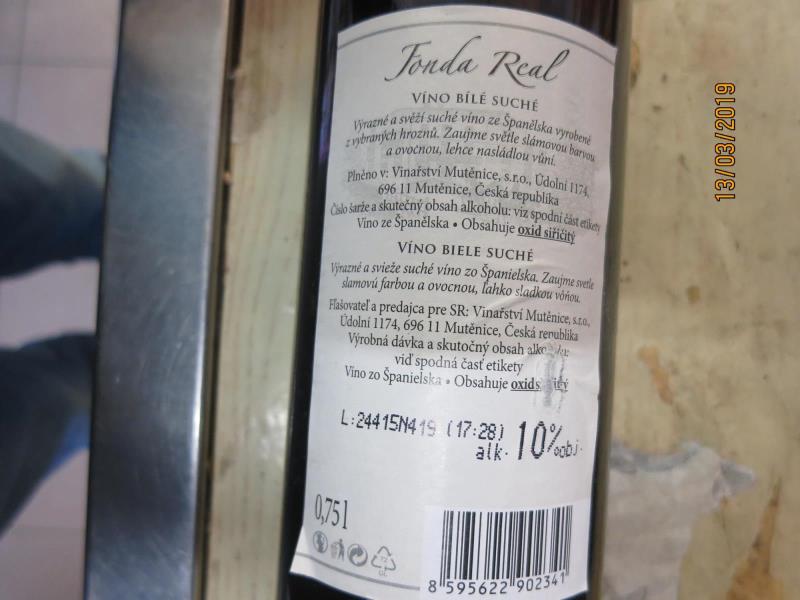 Fonda Real
VÍNO BÍLÉ SUCHÉ
Výrazné a svěží suché víno ze Španělska vyrobené
z vybraných hroznů. Zaujme světle slámovou barvou
a ovocnou, lehce nasládlou vůní.
Plněno v: Vinařství Mutěnice, s.r.o., Údolní 1174,
696 11 Mutěnice, Česká republika
Číslo šarže a skutečný obsah alkoholu: viz spodní část etikety
Víno ze Španělska • Obsahuje oxid siřičitý
VÍNO BIELE SUCHÉ
Výrazné a svieže suché víno zo Španielska. Zaujme svetle
slamovú farbou a ovocnou, ľahko sladkou vôňou.
Fľašovateľ a predajca pre SR: Vinařství Mutěnice, s.r.o.,
Údolní 1174, 696 11 Mutěnice, Česká republika
Výrobná dávka a skutočný obsah
viď spodná časť etikety
Víno zo Španielska • Obsahuje
L:24415N419 (17:28)
alk. 10%obj.
0,75 l
72
GL
8 595622 902341
13/03/2019